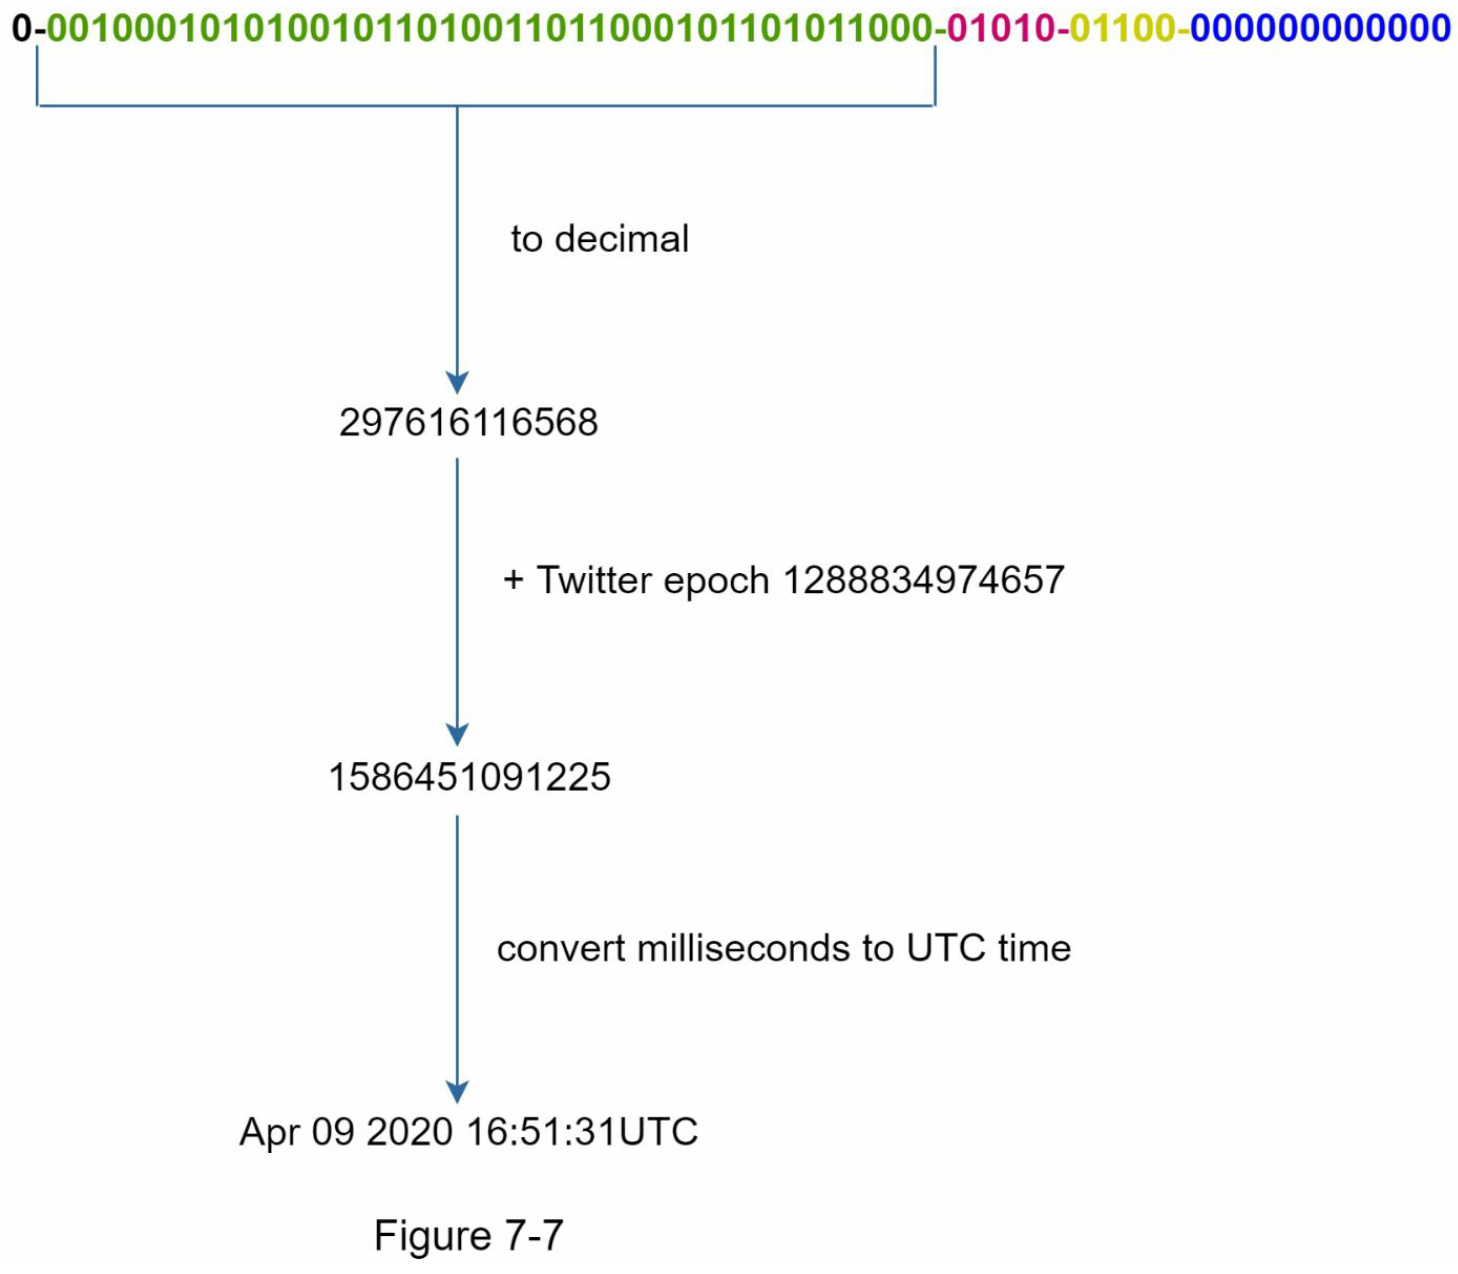 0-00100010101001011010011011000101101011000-01010-01100-000000000000
to decimal
297616116568
+ Twitter epoch 1288834974657
1586451091225
convert milliseconds to UTC time
Apr 09 2020 16:51:31UTC
Figure 7-7